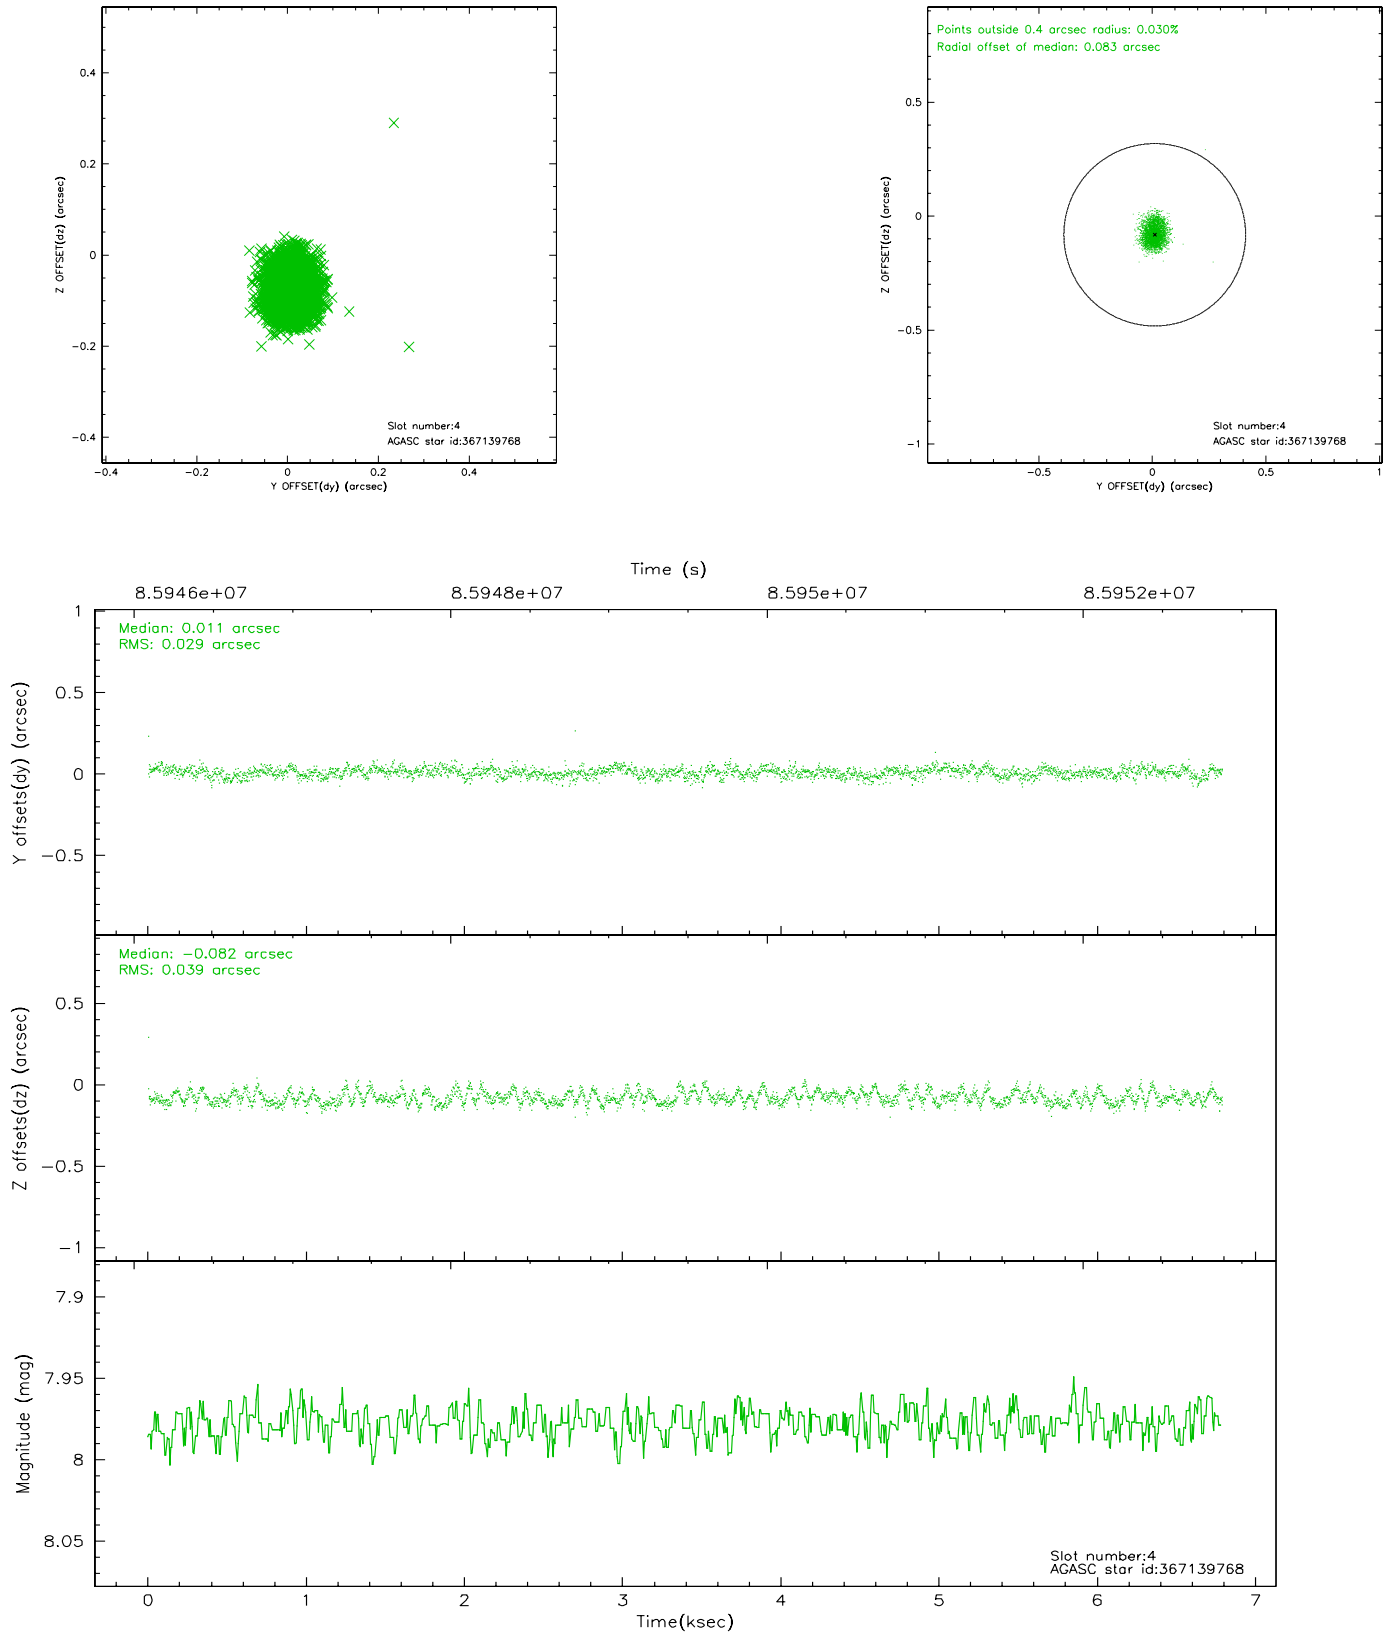 0.4
0.2
0
−0.2
−0.4
Z OFFSET(dz) (arcsec)
Slot number:4
AGASC star id:367139768
−0.4 −0.2 0 0.2 0.4
Y OFFSET(dy) (arcsec)
Points outside 0.4 arcsec radius: 0.030%
Radial offset of median: 0.083 arcsec
0.5
0
−0.5
−1
Z OFFSET(dz) (arcsec)
Slot number:4
AGASC star id:367139768
−0.5 0 0.5 1
Y OFFSET(dy) (arcsec)
Time (s)
8.5946e+07 8.5948e+07 8.595e+07 8.5952e+07
Median: 0.011 arcsec
RMS: 0.029 arcsec
1
0.5
0
−0.5
Y offsets(dy) (arcsec)
Median: −0.082 arcsec
RMS: 0.039 arcsec
0.5
0
−0.5
−1
Z offsets(dz) (arcsec)
7.9
7.95
8
8.05
Magnitude (mag)
Slot number:4
AGASC star id:367139768
0 1 2 3 4 5 6 7
Time(ksec)